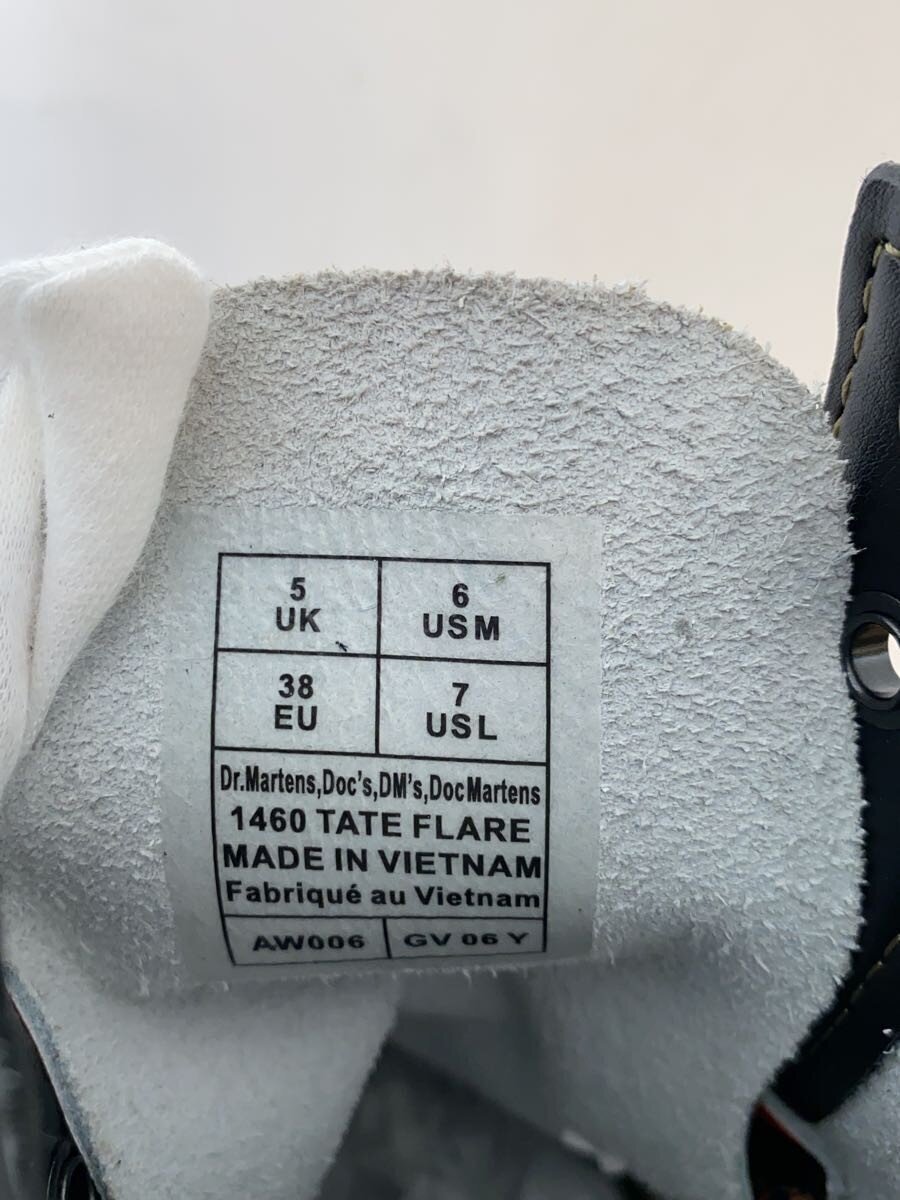 5
UK
6
USM
38
EU
7
USL
Dr.Martens,Doc's,DM's,DocMartens
1460 TATE FLARE
MADE IN VIETNAM
Fabriqué au Vietnam
AW006
GV 06 Y